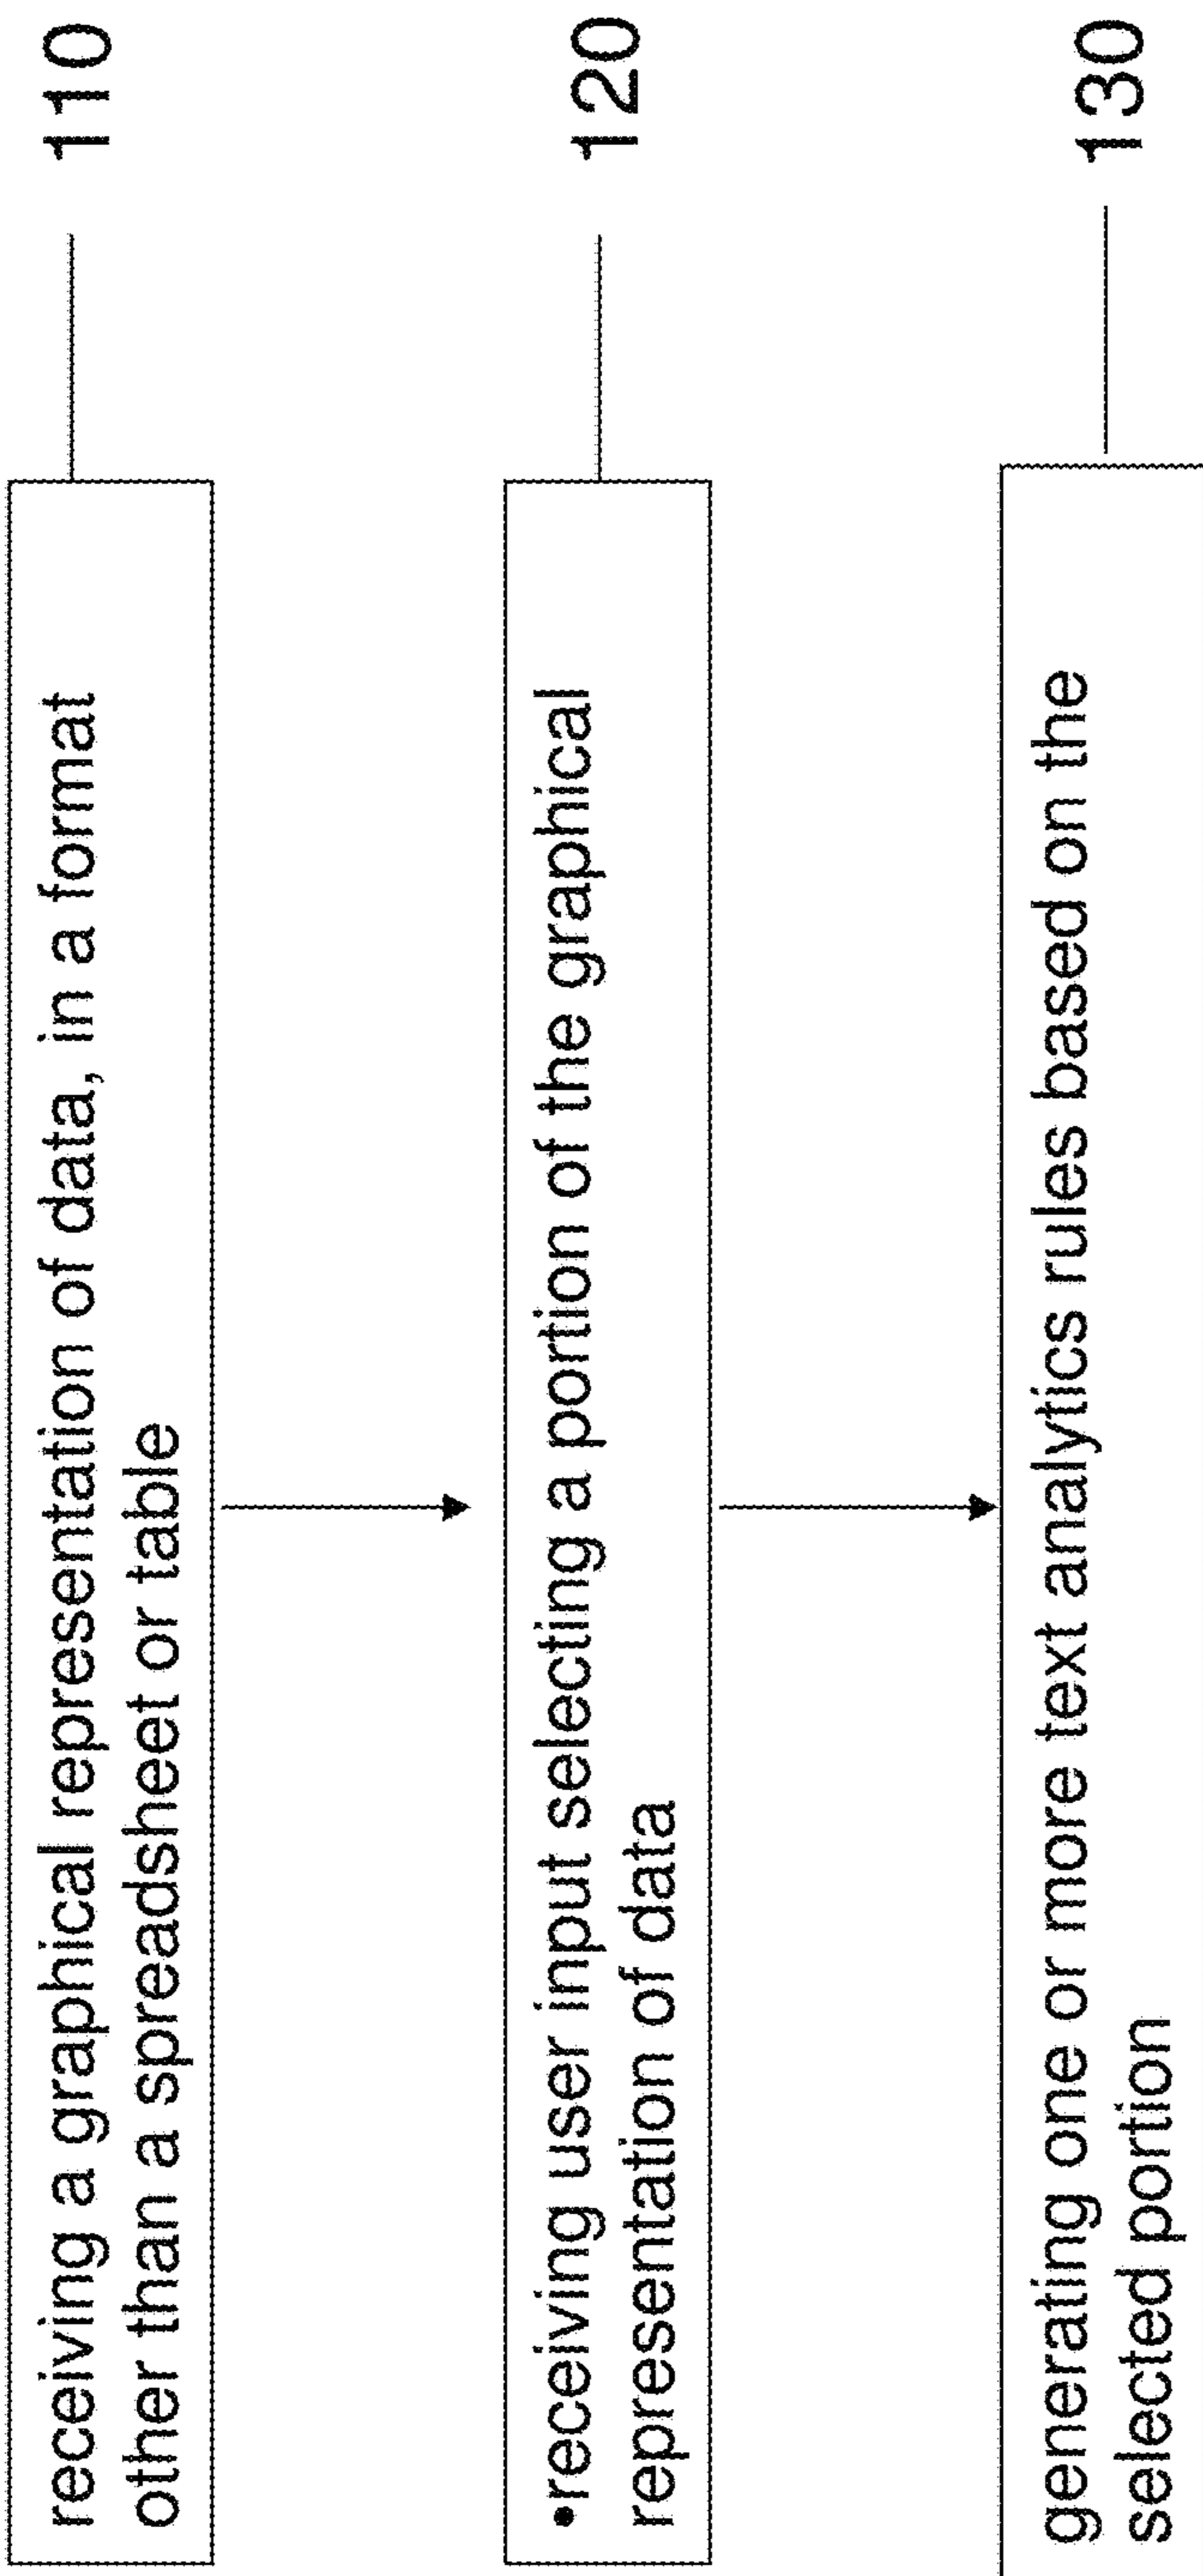 receiving a graphical representation of data, in a format
other than a spreadsheet or table
110
•receiving user input selecting a portion of the graphical
representation of data
120
generating one or more text analytics rules based on the
selected portion
130